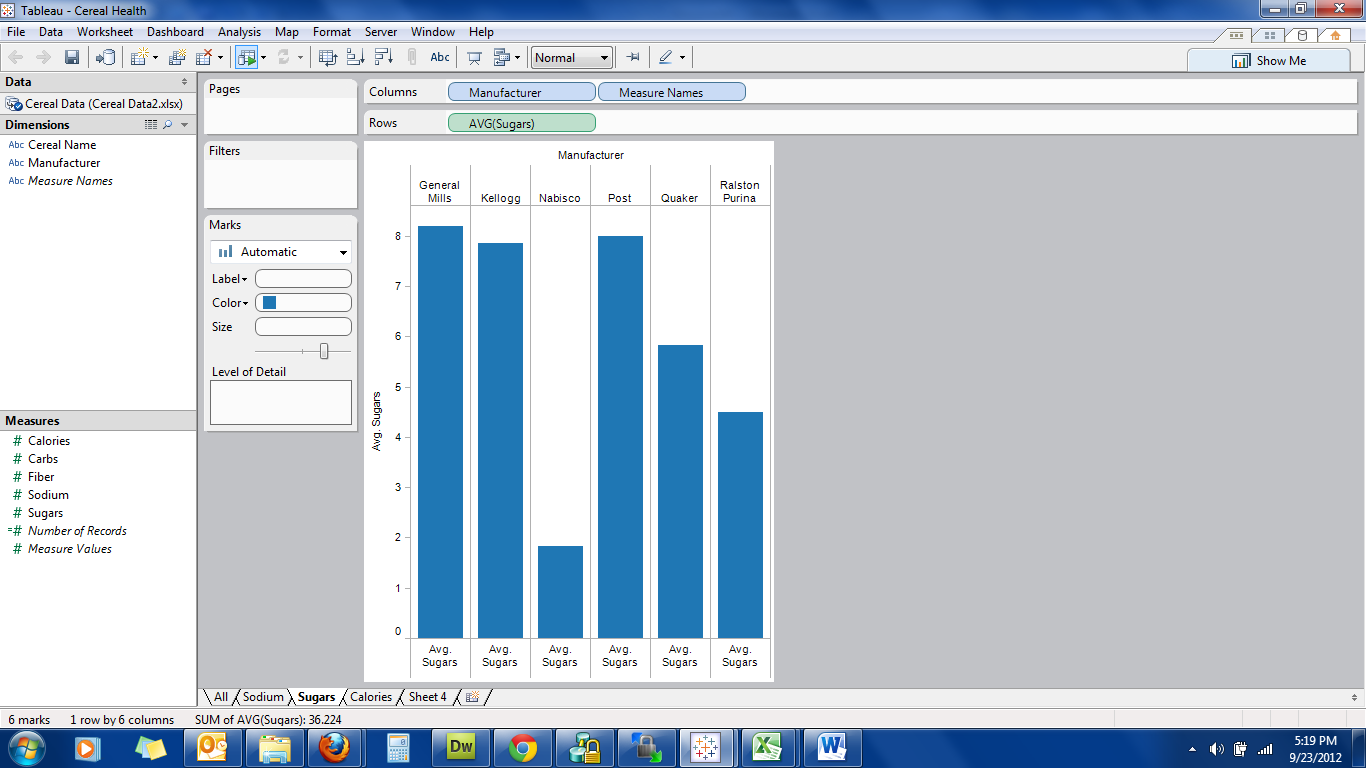 Tableau - Cereal Health
File Data Worksheet Dashboard Analysis Map Format Server Window Help
Abc
Normal
Show Me
Data
Cereal Data (Cereal Data2.xlsx)
Dimensions
Abc Cereal Name
Abc Manufacturer
Abc Measure Names
Measures
# Calories
# Carbs
# Fiber
# Sodium
# Sugars
=# Number of Records
# Measure Values
Pages
Filters
Marks
Automatic
Label
Color
Size
Level of Detail
Columns Manufacturer Measure Names
Rows AVG(Sugars)
Manufacturer
General Mills
Kellogg
Nabisco
Post
Quaker
Ralston Purina
Avg. Sugars
8
7
6
5
4
3
2
1
0
Avg. Sugars
Avg. Sugars
Avg. Sugars
Avg. Sugars
Avg. Sugars
Avg. Sugars
All Sodium Sugars Calories Sheet 4
6 marks 1 row by 6 columns SUM of AVG(Sugars): 36.224
Dw
5:19 PM
9/23/2012